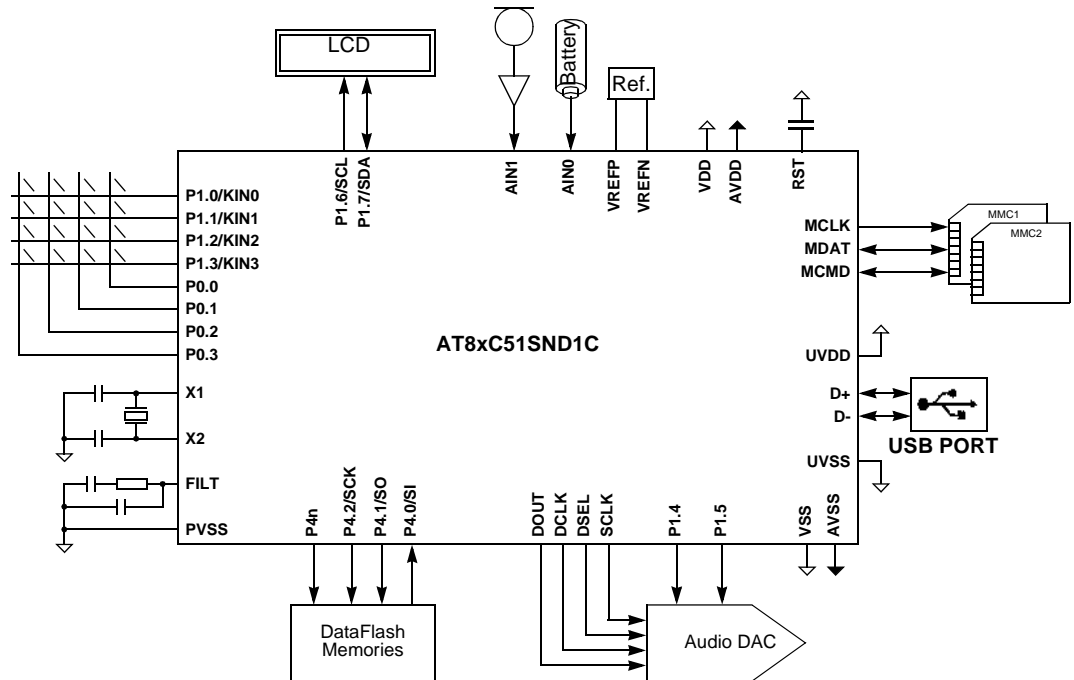 LCD
Battery
Ref.
P1.6/SCL
P1.7/SDA
AIN1
AIN0
VREFP
VREFN
VDD
AVDD
RST
P1.0/KIN0
P1.1/KIN1
P1.2/KIN2
P1.3/KIN3
P0.0
P0.1
P0.2
P0.3
X1
X2
FILT
PVSS
AT8xC51SND1C
MCLK
MDAT
MCMD
MMC1
MMC2
UVDD
D+
D-
USB PORT
UVSS
P4n
P4.2/SCK
P4.1/SO
P4.0/SI
DOUT
DCLK
DSEL
SCLK
P1.4
P1.5
VSS
AVSS
DataFlash
Memories
Audio DAC